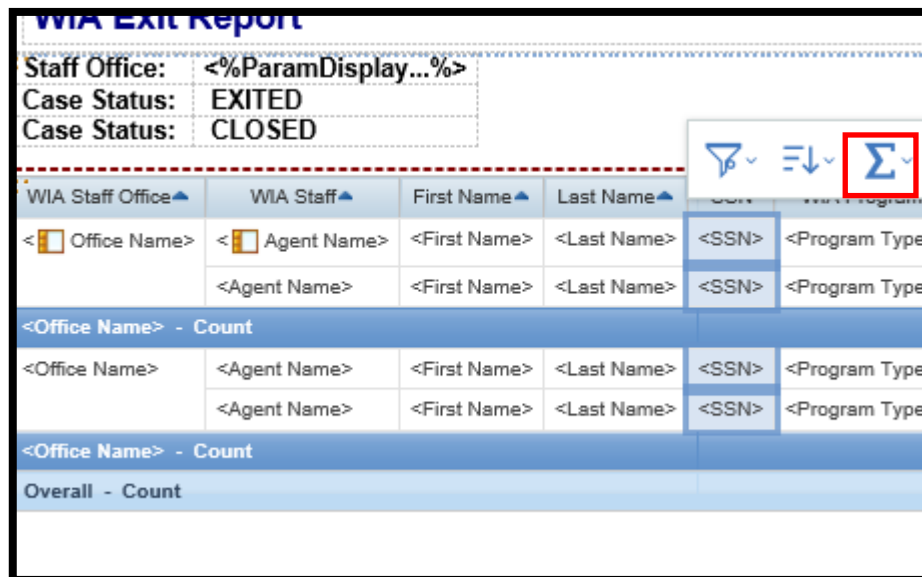 WIA Exit Report
Staff Office: <%ParamDisplay...%>
Case Status: EXITED
Case Status: CLOSED
WIA Staff Office WIA Staff First Name Last Name SSN WIA Program
<Office Name> <Agent Name> <First Name> <Last Name> <SSN> <Program Type
<Agent Name> <First Name> <Last Name> <SSN> <Program Type
<Office Name> - Count
<Office Name> <Agent Name> <First Name> <Last Name> <SSN> <Program Type
<Agent Name> <First Name> <Last Name> <SSN> <Program Type
<Office Name> - Count
Overall - Count